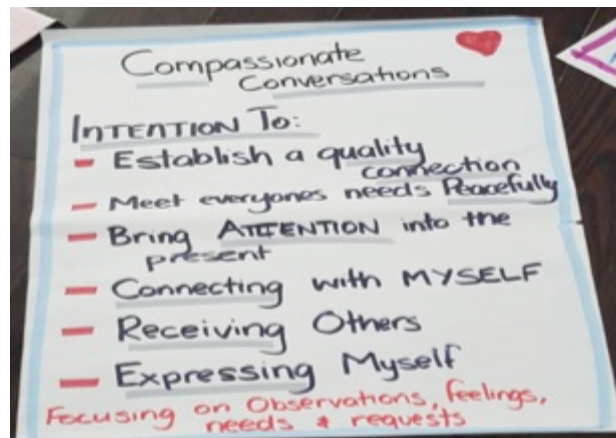 Compassionate
Conversations
INTENTION To:
- Establish a quality
connection
- Meet everyones needs Peacefully
- Bring ATTENTION into the
present
- Connecting with MYSELF
- Receiving Others
- Expressing Myself
Focusing on Observations, feelings,
needs & requests